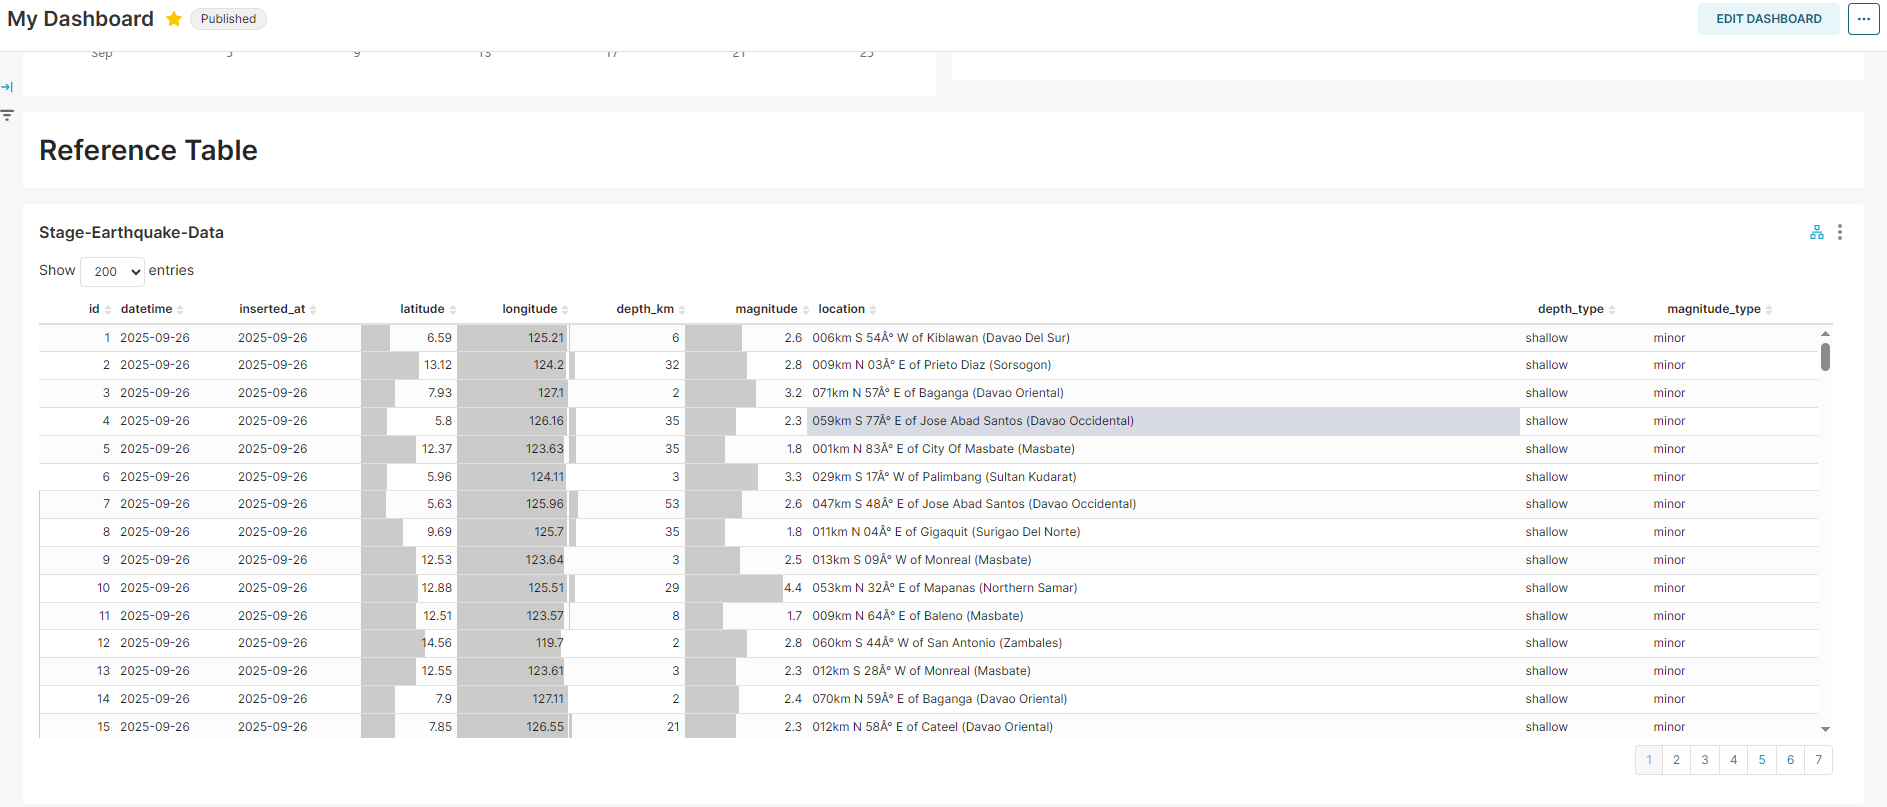 My Dashboard Published EDIT DASHBOARD ...
Sep 5 9 13 17 21 25
Reference Table
Stage-Earthquake-Data
Show 200 entries
id datetime inserted_at latitude longitude depth_km magnitude location depth_type magnitude_type
1 2025-09-26 2025-09-26 6.59 125.21 6 2.6 006km S 54Âº W of Kiblawan (Davao Del Sur) shallow minor
2 2025-09-26 2025-09-26 13.12 124.2 32 2.8 009km N 03Âº E of Prieto Diaz (Sorsogon) shallow minor
3 2025-09-26 2025-09-26 7.93 127.1 2 3.2 071km N 57Âº E of Baganga (Davao Oriental) shallow minor
4 2025-09-26 2025-09-26 5.8 126.16 35 2.3 059km S 77Âº E of Jose Abad Santos (Davao Occidental) shallow minor
5 2025-09-26 2025-09-26 12.37 123.63 35 1.8 001km N 83Âº E of City Of Masbate (Masbate) shallow minor
6 2025-09-26 2025-09-26 5.96 124.11 3 3.3 029km S 17Âº W of Palimbang (Sultan Kudarat) shallow minor
7 2025-09-26 2025-09-26 5.63 125.96 53 2.6 047km S 48Âº E of Jose Abad Santos (Davao Occidental) shallow minor
8 2025-09-26 2025-09-26 9.69 125.7 35 1.8 011km N 04Âº E of Gigaquit (Surigao Del Norte) shallow minor
9 2025-09-26 2025-09-26 12.53 123.64 3 2.5 013km S 09Âº W of Monreal (Masbate) shallow minor
10 2025-09-26 2025-09-26 12.88 125.51 29 4.4 053km N 32Âº E of Mapanas (Northern Samar) shallow minor
11 2025-09-26 2025-09-26 12.51 123.57 8 1.7 009km N 64Âº E of Baleno (Masbate) shallow minor
12 2025-09-26 2025-09-26 14.56 119.7 2 2.8 060km S 44Âº W of San Antonio (Zambales) shallow minor
13 2025-09-26 2025-09-26 12.55 123.61 3 2.3 012km S 28Âº W of Monreal (Masbate) shallow minor
14 2025-09-26 2025-09-26 7.9 127.11 2 2.4 070km N 59Âº E of Baganga (Davao Oriental) shallow minor
15 2025-09-26 2025-09-26 7.85 126.55 21 2.3 012km N 58Âº E of Cateel (Davao Oriental) shallow minor
1 2 3 4 5 6 7